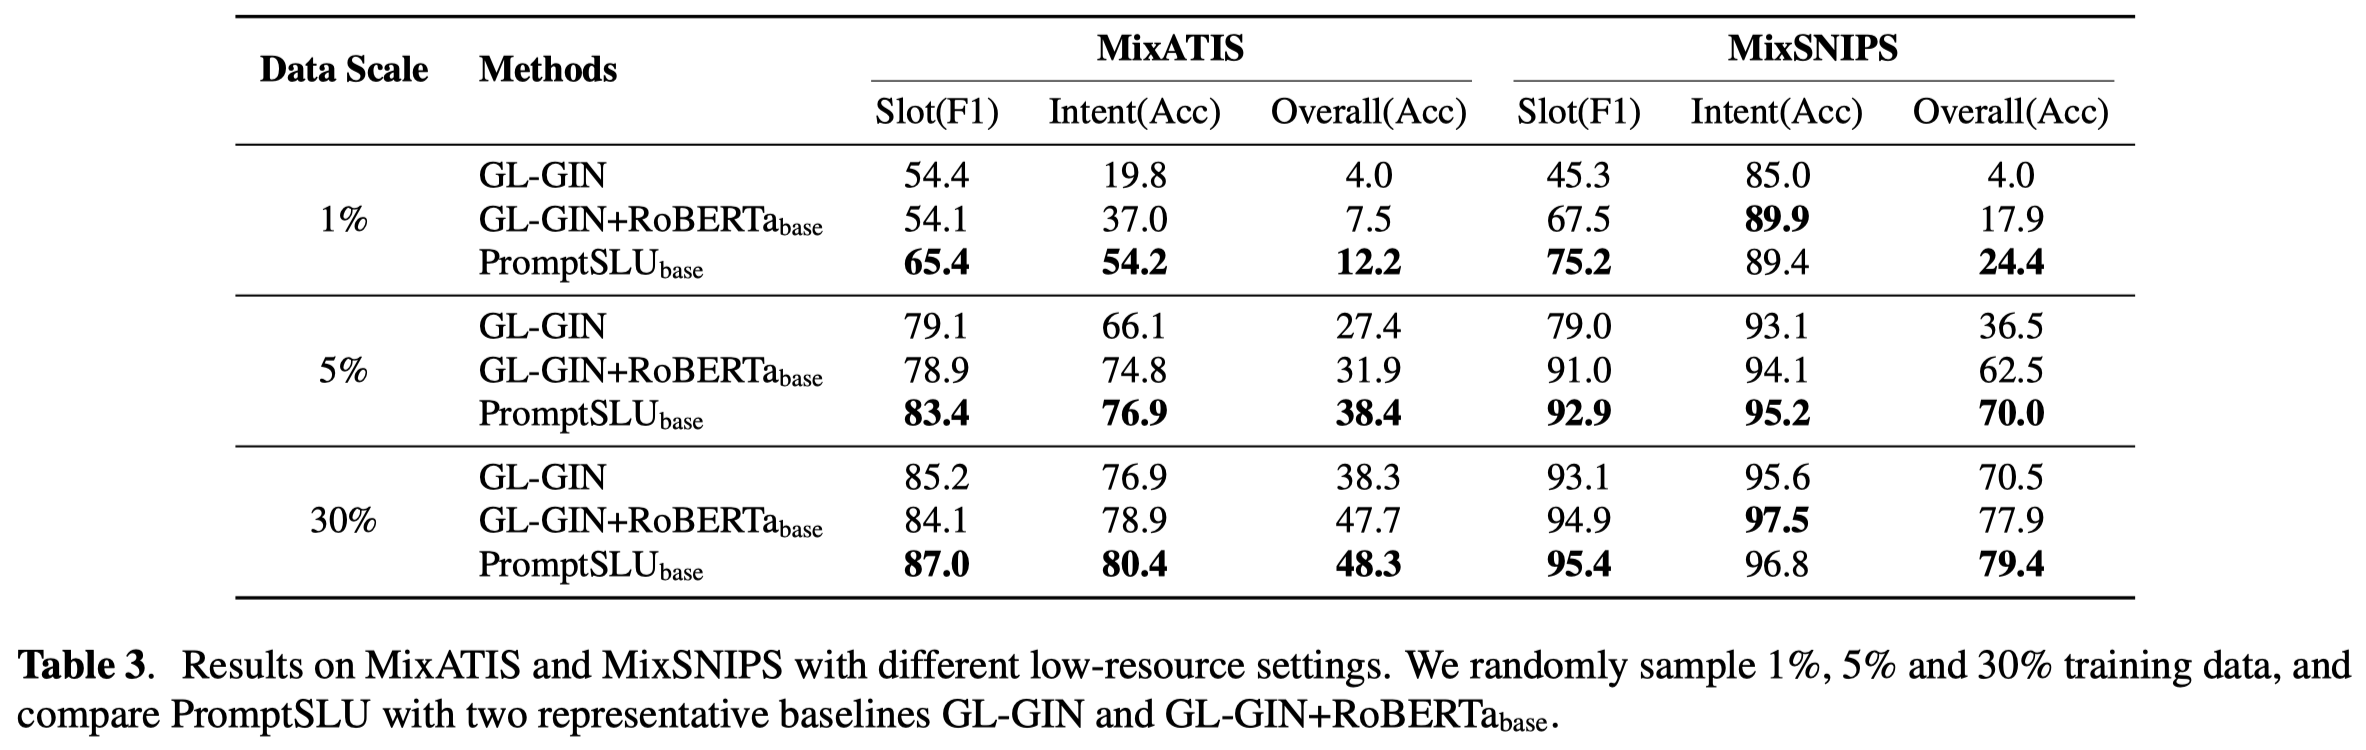 Data Scale Methods MixATIS MixSNIPS
Slot(F1) Intent(Acc) Overall(Acc) Slot(F1) Intent(Acc) Overall(Acc)
1% GL-GIN 54.4 19.8 4.0 45.3 85.0 4.0
GL-GIN+RoBERTabase 54.1 37.0 7.5 67.5 89.9 17.9
PromptSLUbase 65.4 54.2 12.2 75.2 89.4 24.4
5% GL-GIN 79.1 66.1 27.4 79.0 93.1 36.5
GL-GIN+RoBERTabase 78.9 74.8 31.9 91.0 94.1 62.5
PromptSLUbase 83.4 76.9 38.4 92.9 95.2 70.0
30% GL-GIN 85.2 76.9 38.3 93.1 95.6 70.5
GL-GIN+RoBERTabase 84.1 78.9 47.7 94.9 97.5 77.9
PromptSLUbase 87.0 80.4 48.3 95.4 96.8 79.4
Table 3. Results on MixATIS and MixSNIPS with different low-resource settings. We randomly sample 1%, 5% and 30% training data, and
compare PromptSLU with two representative baselines GL-GIN and GL-GIN+RoBERTabase.